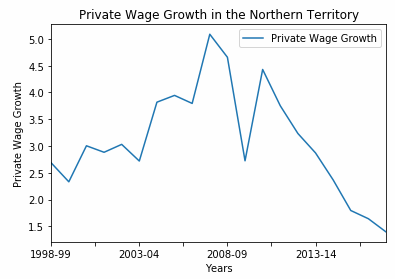 Private Wage Growth in the Northern Territory
Private Wage Growth
5.0
4.5
4.0
3.5
3.0
2.5
2.0
1.5
Private Wage Growth
1998-99 2003-04 2008-09 2013-14
Years